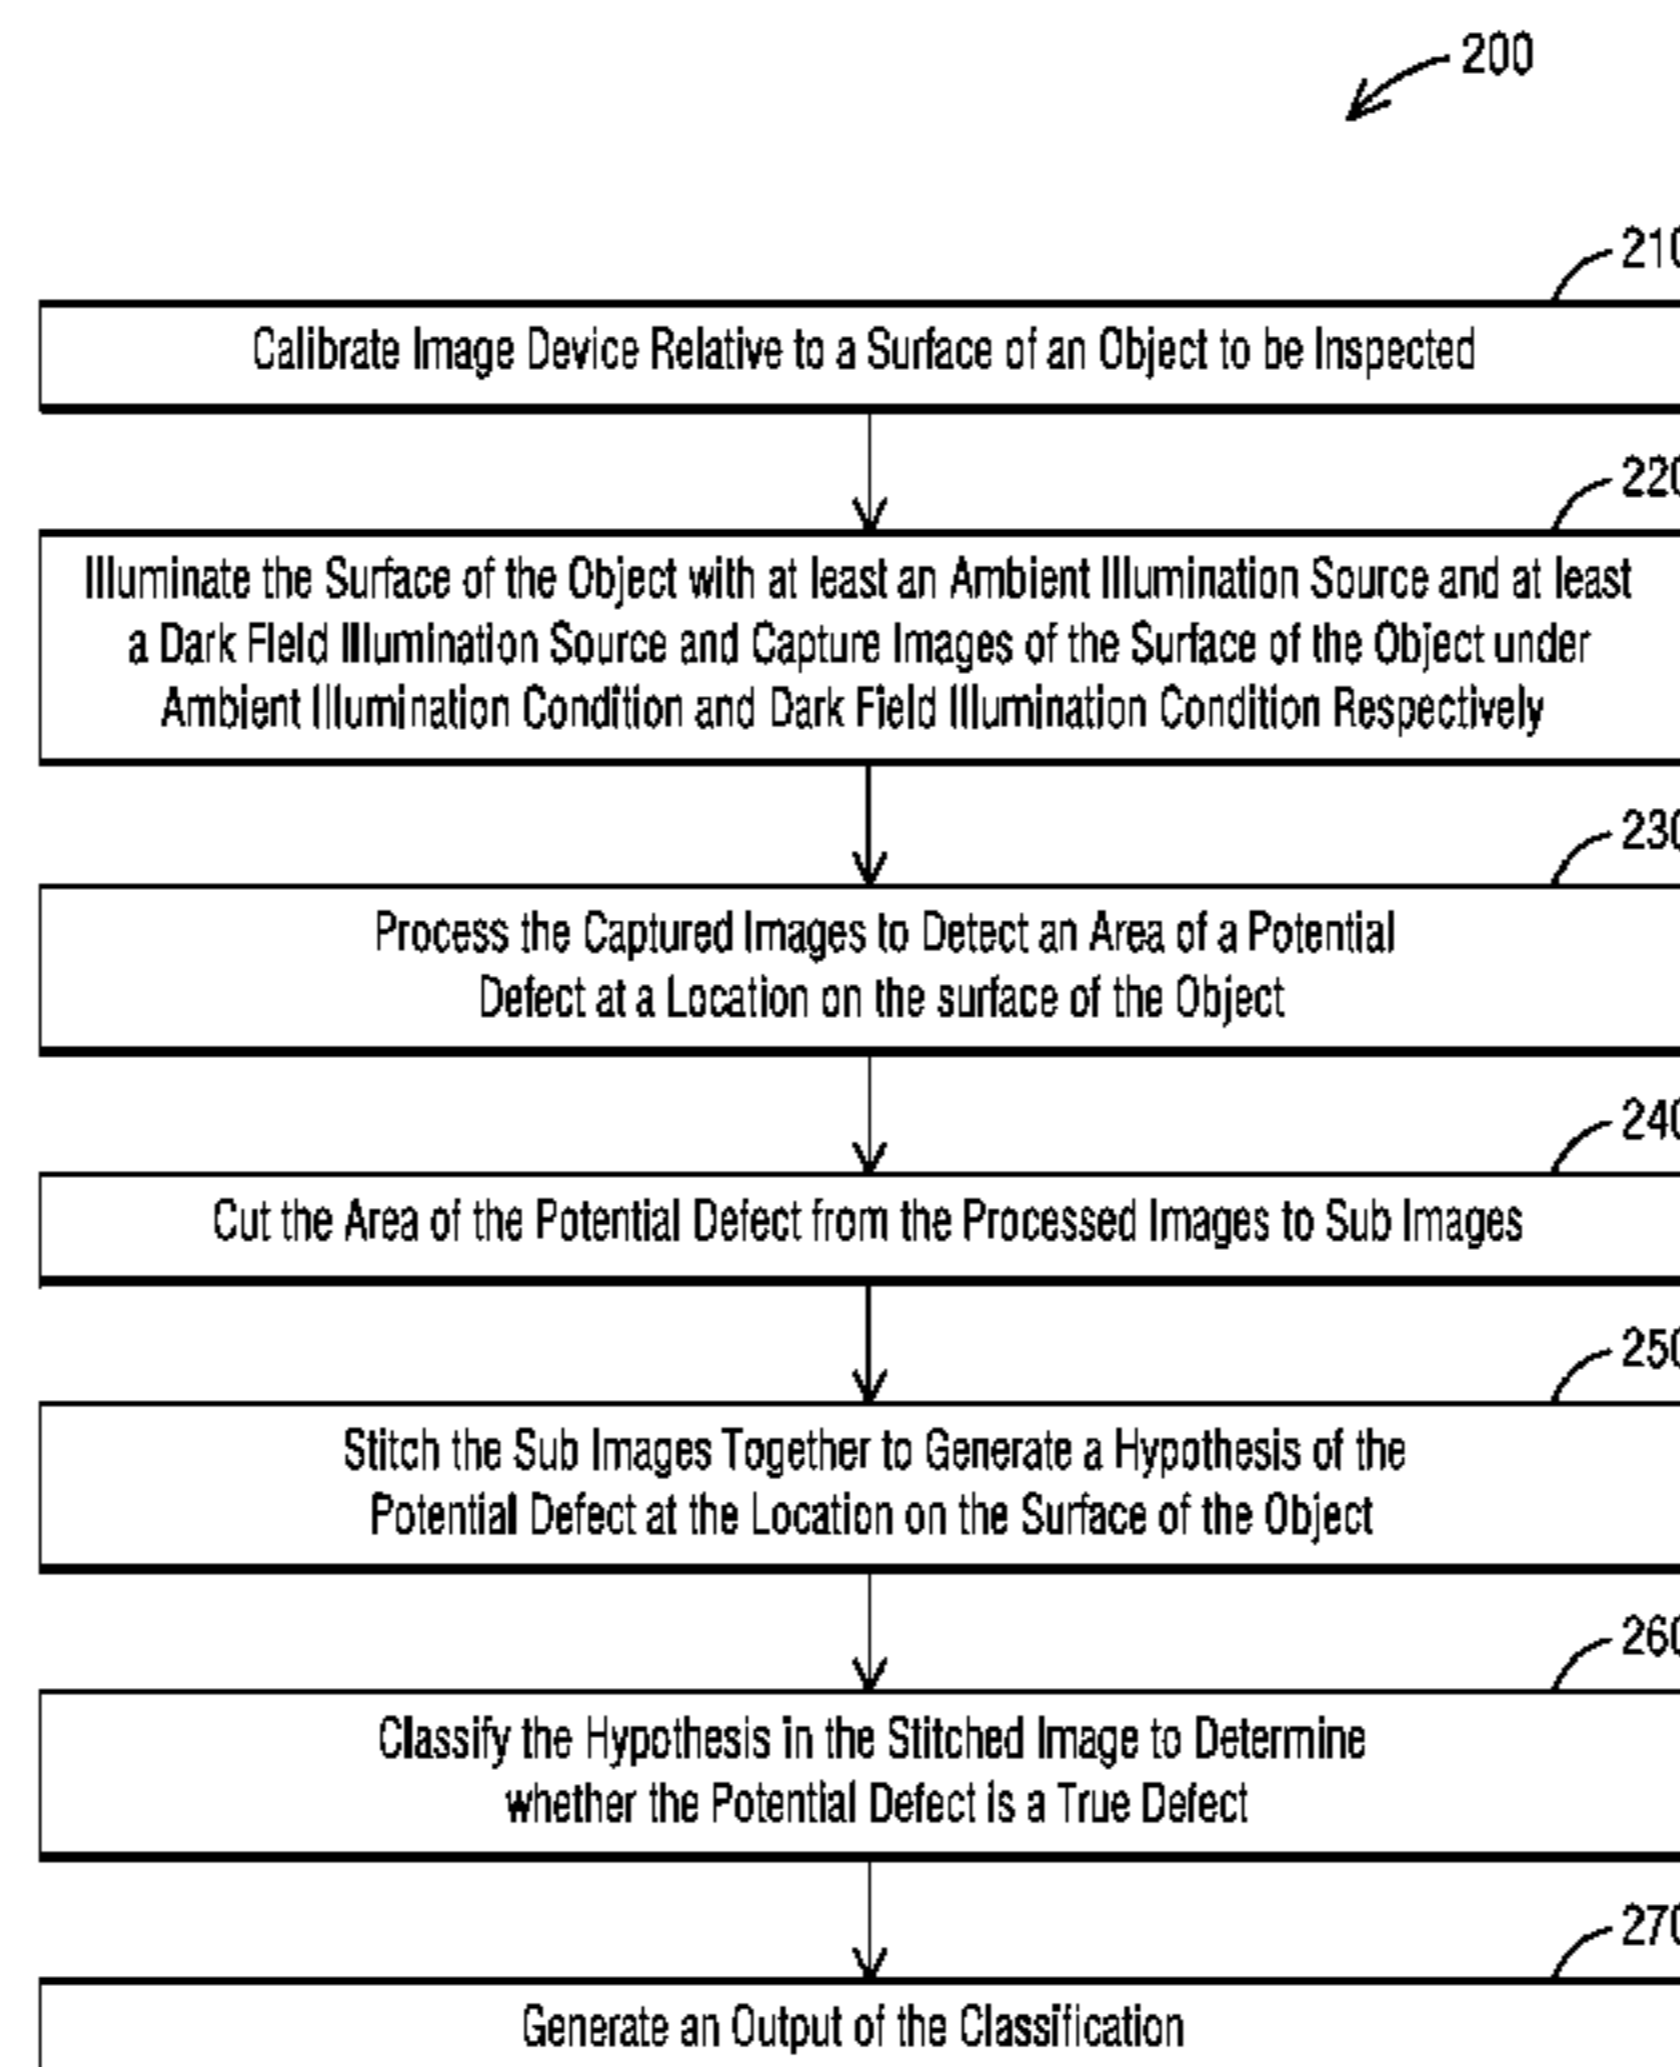 200
210
Calibrate Image Device Relative to a Surface of an Object to be Inspected
220
Illuminate the Surface of the Object with at least an Ambient Illumination Source and at least
a Dark Field Illumination Source and Capture Images of the Surface of the Object under
Ambient Illumination Condition and Dark Field Illumination Condition Respectively
230
Process the Captured Images to Detect an Area of a Potential
Defect at a Location on the surface of the Object
240
Cut the Area of the Potential Defect from the Processed Images to Sub Images
250
Stitch the Sub Images Together to Generate a Hypothesis of the
Potential Defect at the Location on the Surface of the Object
260
Classify the Hypothesis in the Stitched Image to Determine
whether the Potential Defect is a True Defect
270
Generate an Output of the Classification